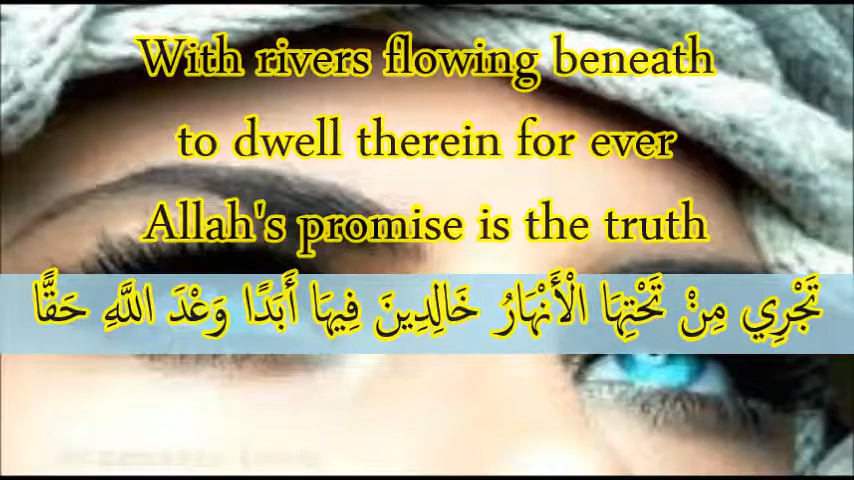 With rivers flowing beneath
to dwell therein for ever
Allah's promise is the truth
تَجْرِي مِنْ تَحْتِهَا الْأَنْهَارُ خَالِدِينَ فِيهَا أَبَدًا وَعْدَ اللَّهِ حَقًّا